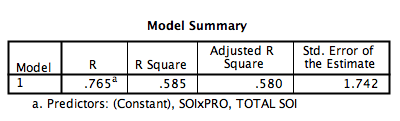 Model Summary
Model R R Square Adjusted R Square Std. Error of the Estimate
1 .765a .585 .580 1.742
a. Predictors: (Constant), SOIxPRO, TOTAL SOI